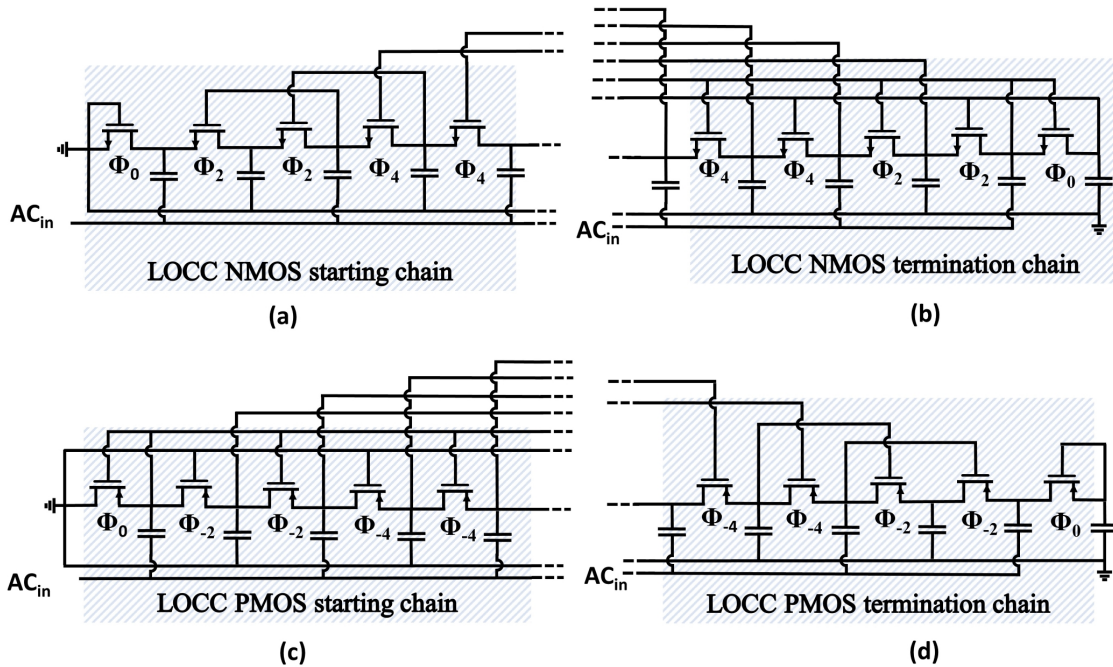 Φ0 Φ2 Φ2 Φ4 Φ4
ACin
LOCC NMOS starting chain
(a)
Φ4 Φ4 Φ2 Φ2 Φ0
ACin
LOCC NMOS termination chain
(b)
Φ0 Φ-2 Φ-2 Φ-4 Φ-4
ACin
LOCC PMOS starting chain
(c)
Φ-4 Φ-4 Φ-2 Φ-2 Φ0
ACin
LOCC PMOS termination chain
(d)